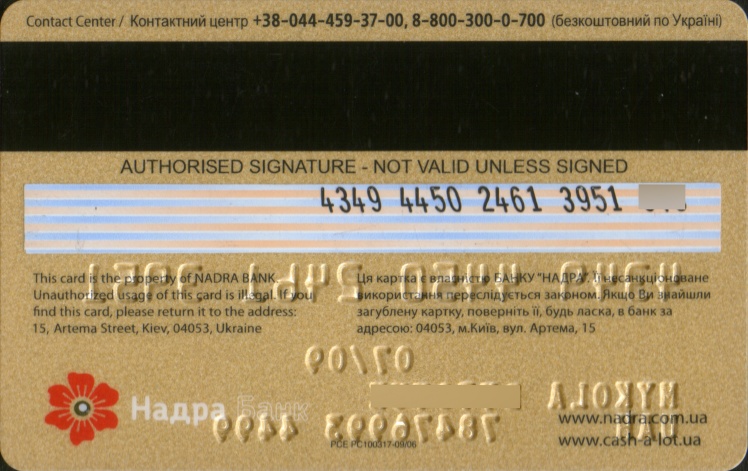 Contact Center / Контактний центр +38-044-459-37-00, 8-800-300-0-700 (безкоштовний по Україні)
AUTHORISED SIGNATURE - NOT VALID UNLESS SIGNED
4349 4450 2461 3951
This card is the property of NADRA BANK
Unauthorized usage of this card is illegal. If you
find this card, please return it to the address:
15, Artema Street, Kiev, 04053, Ukraine
Ця картка є власністю БАНКУ "НАДРА". Її несанкціоноване
використання переслідується законом. Якщо Ви знайшли
загублену картку, поверніть її, будь ласка, в банк за
адресою: 04053, м.Київ, вул. Артема, 15
07/09
MYKOLA
Надра Банк
www.nadra.com.ua
www.cash-a-lot.com.ua
PCE PC100317-09/06